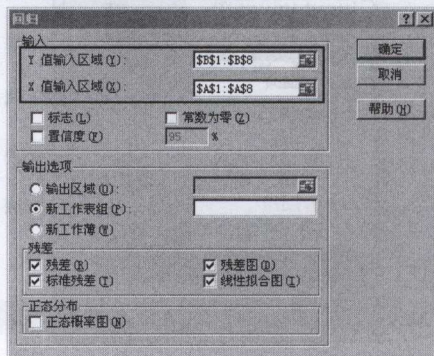 回归
输入
Y 值输入区域(Y): $B$1:$B$8
X 值输入区域(X): $A$1:$A$8
标志(L) 常数为零(Z)
置信度(F) 95 %
确定
取消
帮助(H)
输出选项
输出区域(O):
新工作表组(P):
新工作薄(W)
残差
残差(R) 残差图(D)
标准残差(T) 线性拟合图(I)
正态分布
正态概率图(N)